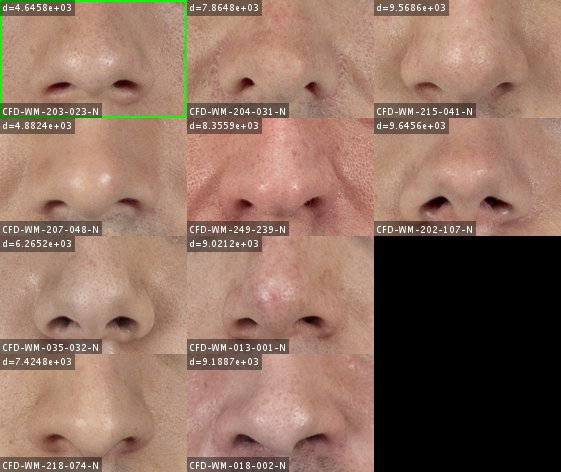 d=4.6458e+03
CFD-WM-203-023-N
d=7.8648e+03
CFD-WM-204-031-N
d=9.5686e+03
CFD-WM-215-041-N
d=4.8824e+03
CFD-WM-207-048-N
d=8.3559e+03
CFD-WM-249-239-N
d=9.6456e+03
CFD-WM-202-107-N
d=6.2652e+03
CFD-WM-035-032-N
d=9.0212e+03
CFD-WM-013-001-N
d=7.4248e+03
CFD-WM-218-074-N
d=9.1887e+03
CFD-WM-018-002-N